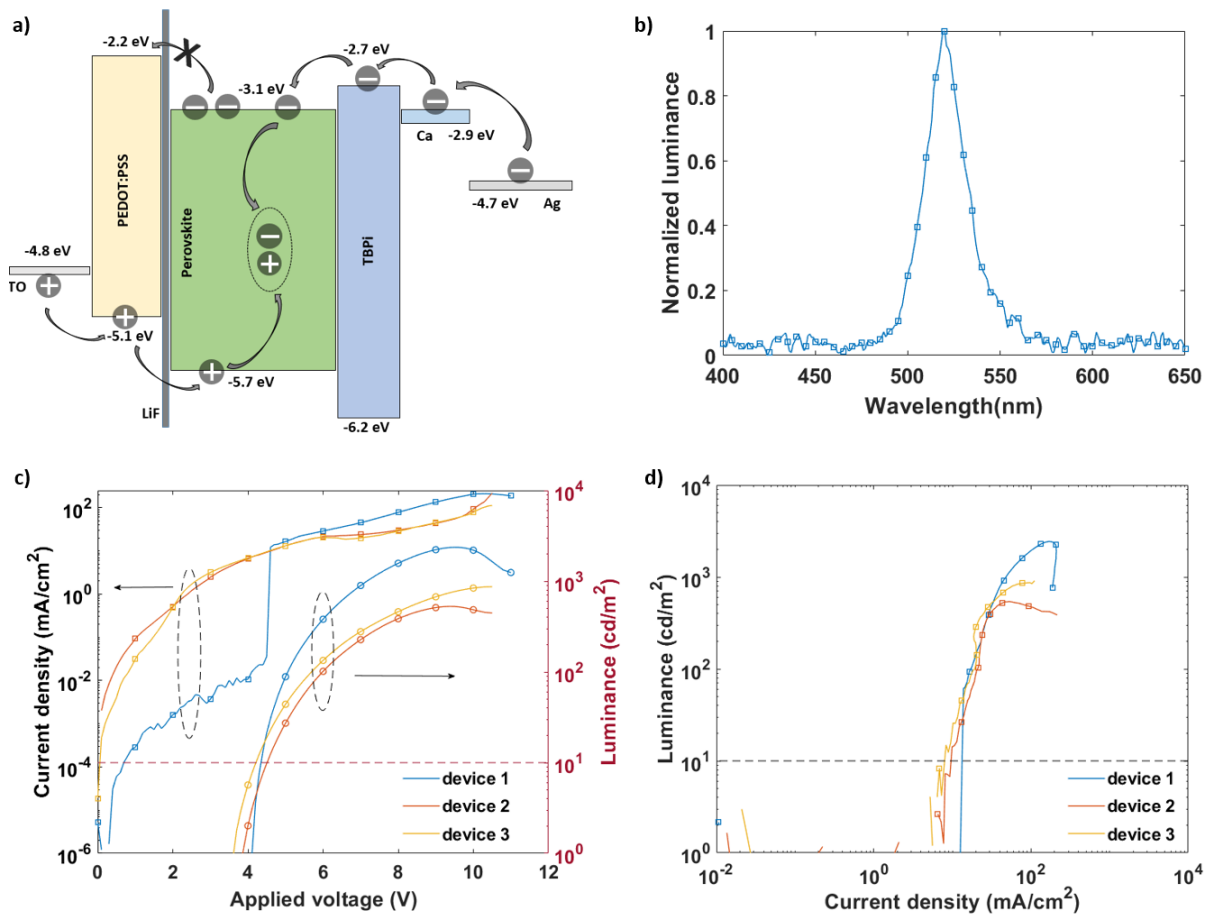 a)
-2.2 eV
-2.7 eV
-3.1 eV
Ca
-2.9 eV
-4.7 eV
Ag
PEDOT:PSS
Perovskite
TBPi
-4.8 eV
TO
-5.1 eV
-5.7 eV
LiF
-6.2 eV
b)
Normalized luminance
1
0.8
0.6
0.4
0.2
0
400
450
500
550
600
650
Wavelength(nm)
c)
Current density (mA/cm²)
10²
10⁰
10⁻²
10⁻⁴
10⁻⁶
0
2
4
6
8
10
12
Applied voltage (V)
10⁴
10³
10²
10¹
10⁰
Luminance (cd/m²)
device 1
device 2
device 3
d)
Luminance (cd/m²)
10⁴
10³
10²
10¹
10⁰
10⁻²
10⁰
10²
10⁴
Current density (mA/cm²)
device 1
device 2
device 3